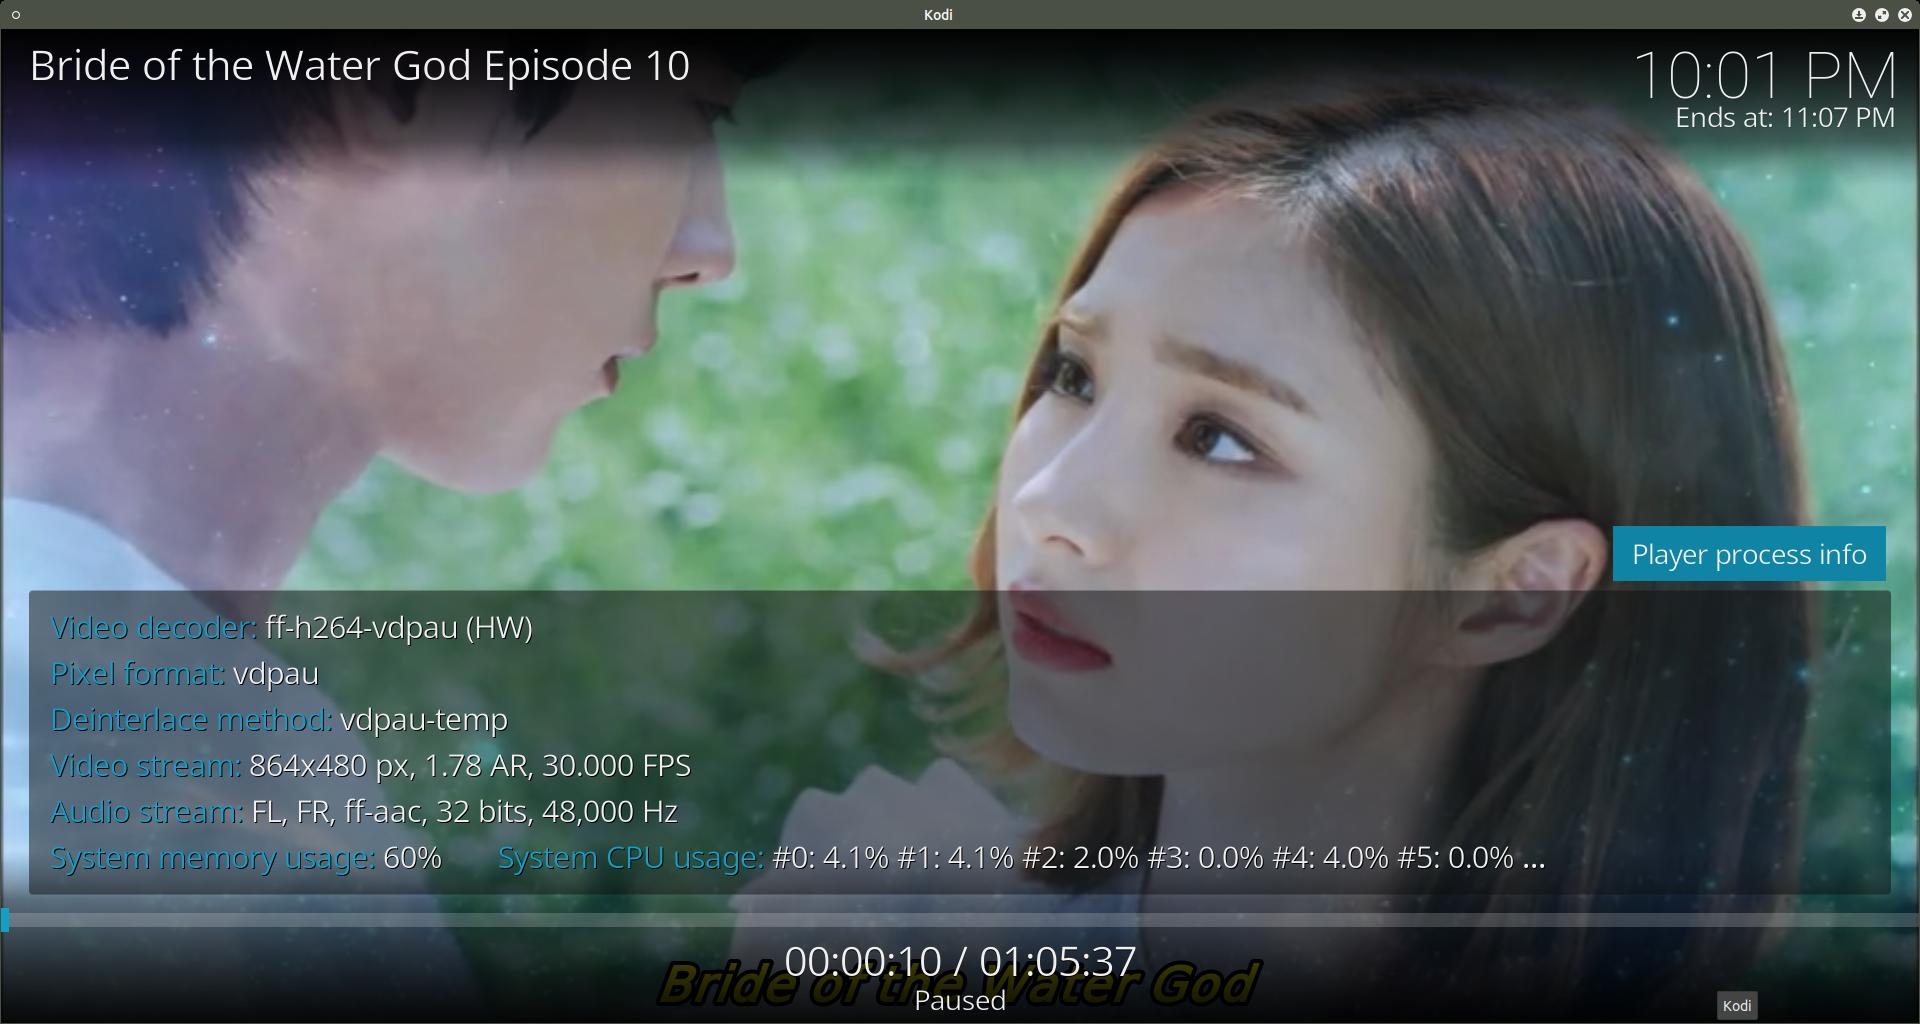 Kodi
Bride of the Water God Episode 10
10:01 PM
Ends at: 11:07 PM
Player process info
Video decoder: ff-h264-vdpau (HW)
Pixel format: vdpau
Deinterlace method: vdpau-temp
Video stream: 864x480 px, 1.78 AR, 30.000 FPS
Audio stream: FL, FR, ff-aac, 32 bits, 48,000 Hz
System memory usage: 60% System CPU usage: #0: 4.1% #1: 4.1% #2: 2.0% #3: 0.0% #4: 4.0% #5: 0.0% ...
00:00:10 / 01:05:37
Bride of the Water God
Paused
Kodi